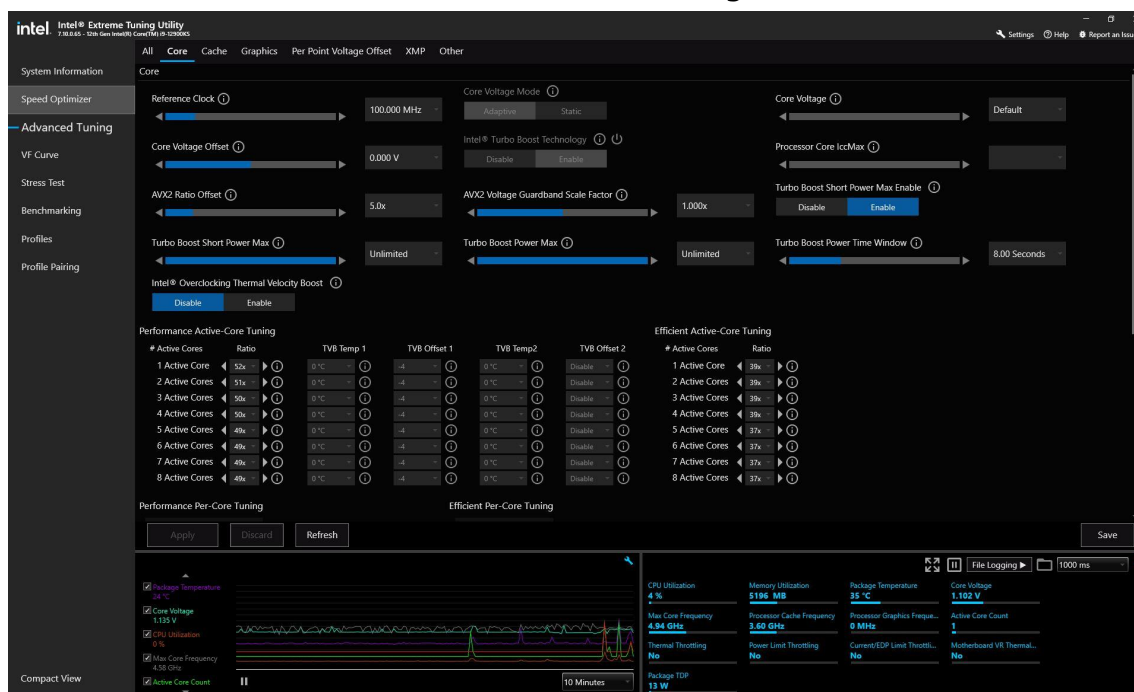 intel Intel® Extreme Tuning Utility
7.10.0.65 - 12th Gen Intel(R) Core(TM) i9-12900KS
Settings Help Report an Issu
All Core Cache Graphics Per Point Voltage Offset XMP Other
System Information
Speed Optimizer
Advanced Tuning
VF Curve
Stress Test
Benchmarking
Profiles
Profile Pairing
Compact View
Core
Reference Clock 100.000 MHz
Core Voltage Mode
Adaptive Static
Core Voltage Default
Core Voltage Offset 0.000 V
Intel® Turbo Boost Technology
Disable Enable
Processor Core IccMax
AVX2 Ratio Offset 5.0x
AVX2 Voltage Guardband Scale Factor 1.000x
Turbo Boost Short Power Max Enable
Disable Enable
Turbo Boost Short Power Max Unlimited
Turbo Boost Power Max Unlimited
Turbo Boost Power Time Window 8.00 Seconds
Intel® Overclocking Thermal Velocity Boost
Disable Enable
Performance Active-Core Tuning
# Active Cores Ratio TVB Temp 1 TVB Offset 1 TVB Temp2 TVB Offset 2
1 Active Core 52x 0 °C -4 0 °C Disable
2 Active Cores 51x 0 °C -4 0 °C Disable
3 Active Cores 50x 0 °C -4 0 °C Disable
4 Active Cores 50x 0 °C -4 0 °C Disable
5 Active Cores 49x 0 °C -4 0 °C Disable
6 Active Cores 49x 0 °C -4 0 °C Disable
7 Active Cores 49x 0 °C -4 0 °C Disable
8 Active Cores 49x 0 °C -4 0 °C Disable
Efficient Active-Core Tuning
# Active Cores Ratio
1 Active Core 39x
2 Active Cores 39x
3 Active Cores 39x
4 Active Cores 39x
5 Active Cores 37x
6 Active Cores 37x
7 Active Cores 37x
8 Active Cores 37x
Performance Per-Core Tuning
Efficient Per-Core Tuning
Apply Discard Refresh Save
Package Temperature
34 °C
Core Voltage
1.135 V
CPU Utilization
0 %
Max Core Frequency
4.58 GHz
Active Core Count
10 Minutes
File Logging 1000 ms
CPU Utilization
4 %
Memory Utilization
5196 MB
Package Temperature
35 °C
Core Voltage
1.102 V
Max Core Frequency
4.94 GHz
Processor Cache Frequency
3.60 GHz
Processor Graphics Freque...
0 MHz
Active Core Count
1
Thermal Throttling
No
Power Limit Throttling
No
Current/EDP Limit Throttli...
No
Motherboard VR Thermal...
No
Package TDP
13 W